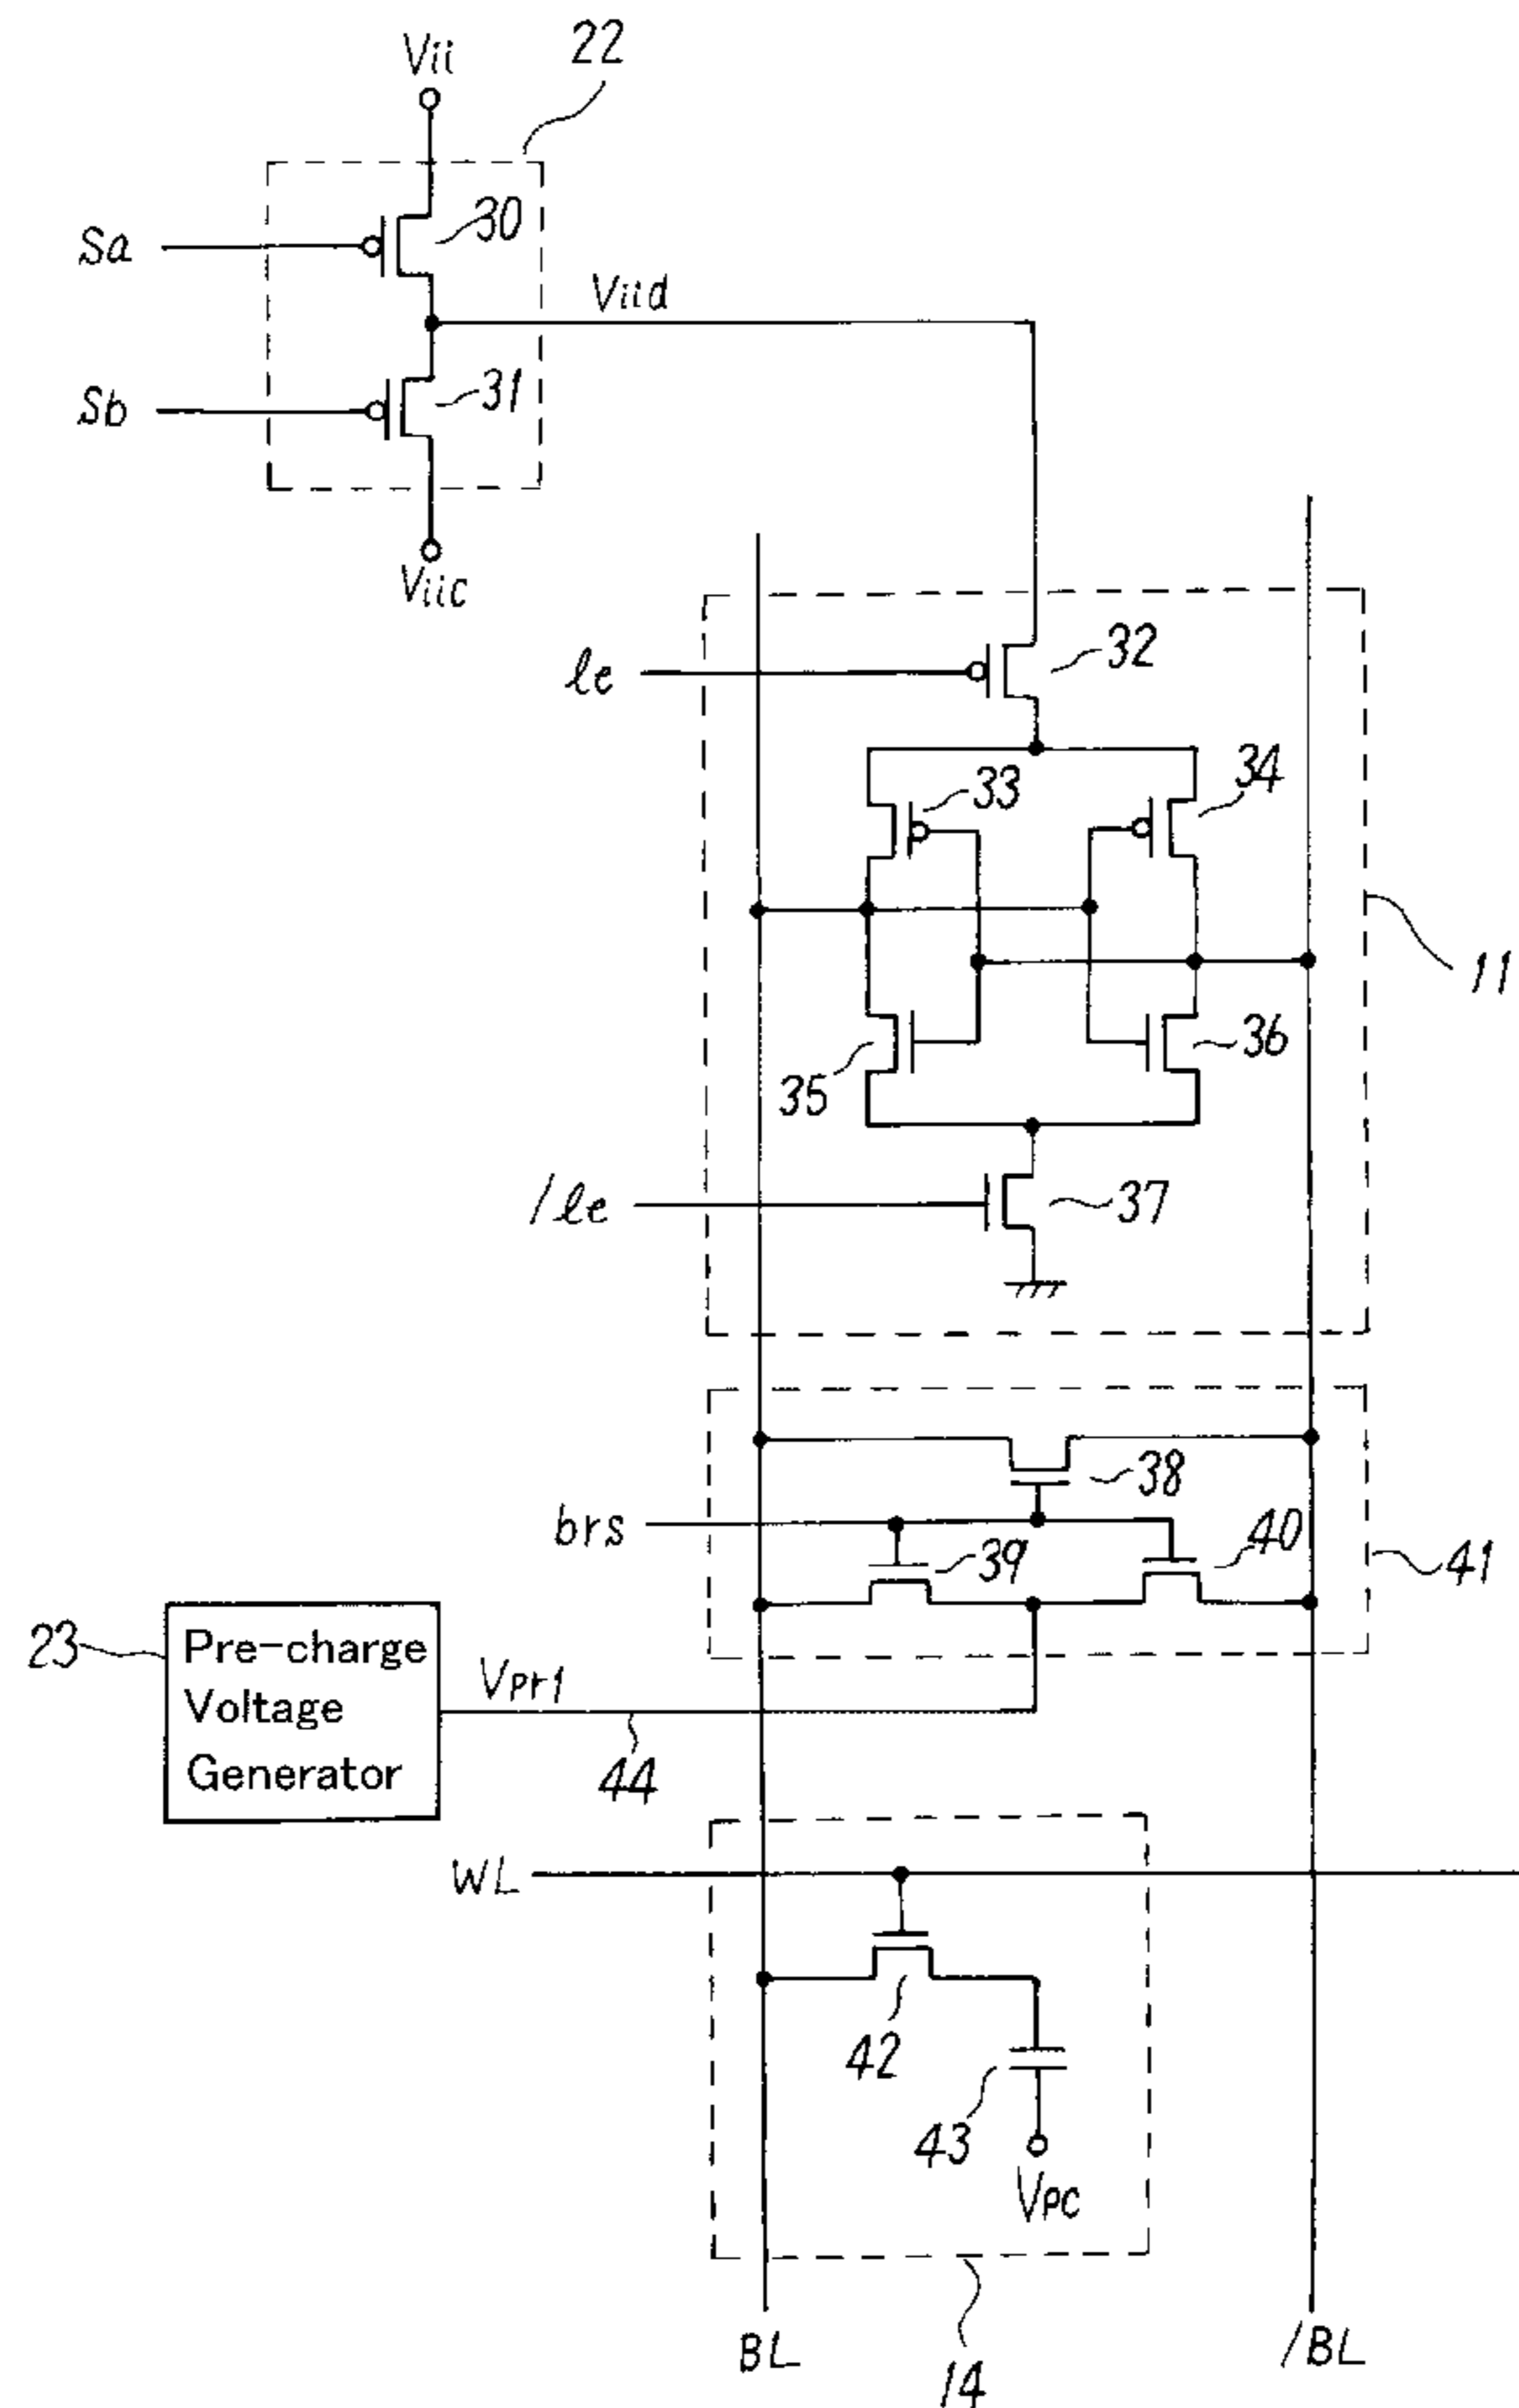 22
Vii
30
Sa
Viid
31
Sb
Viic
32
le
33
34
11
35
36
/le
37
38
brs
39
40
41
23
Pre-charge
Voltage
Generator
Vpr1
44
WL
42
43
VPC
BL
/BL
14